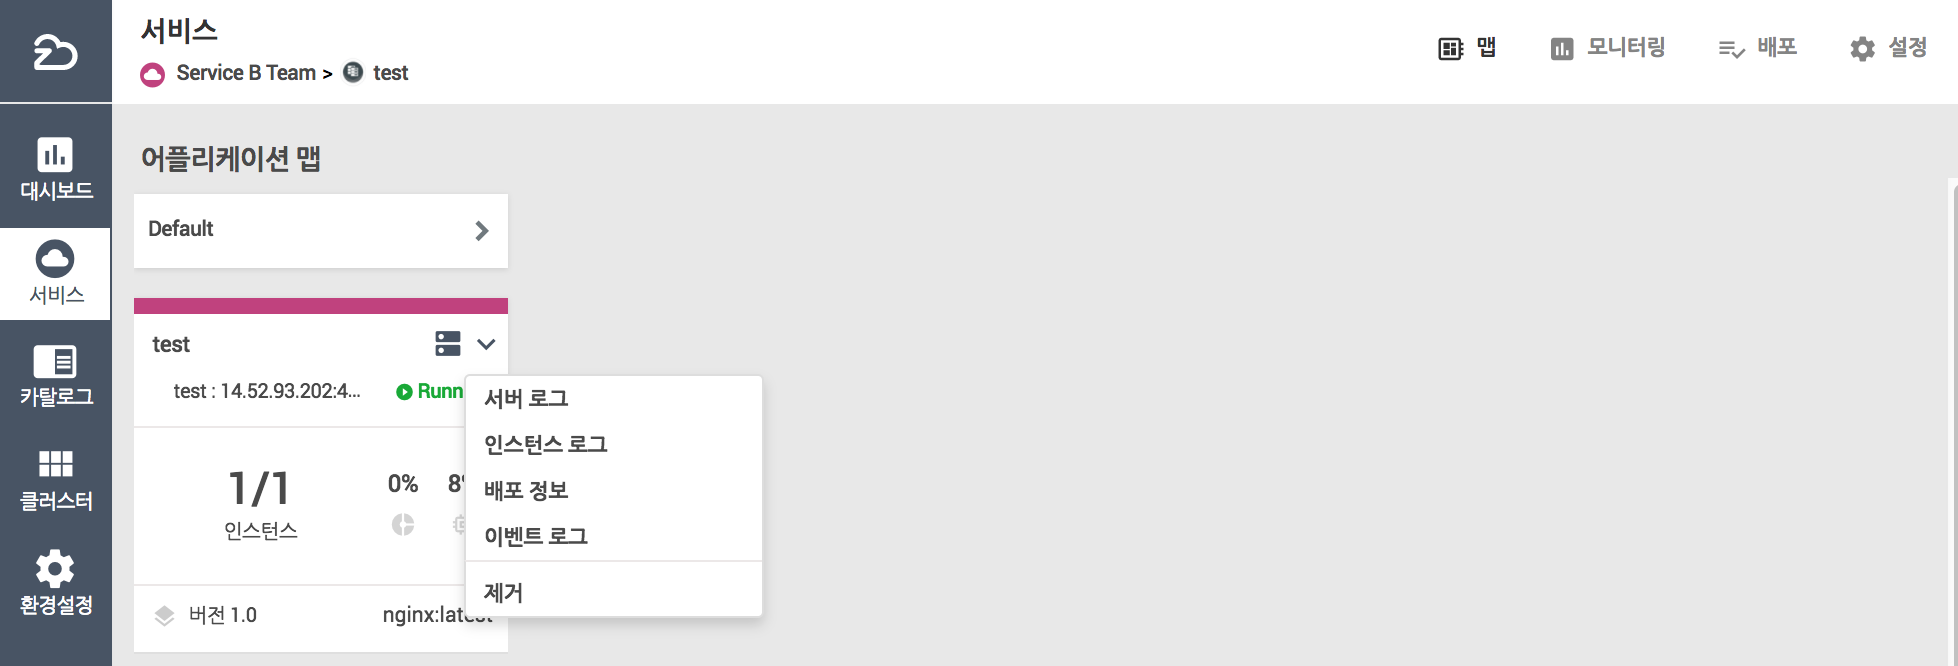 서비스
Service B Team > test
맵
모니터링
배포
설정
대시보드
서비스
카탈로그
클러스터
환경설정
어플리케이션 맵
Default
test
test : 14.52.93.202:4...
Runn
1/1
인스턴스
0%
8
버전 1.0
nginx:latest
서버 로그
인스턴스 로그
배포 정보
이벤트 로그
제거